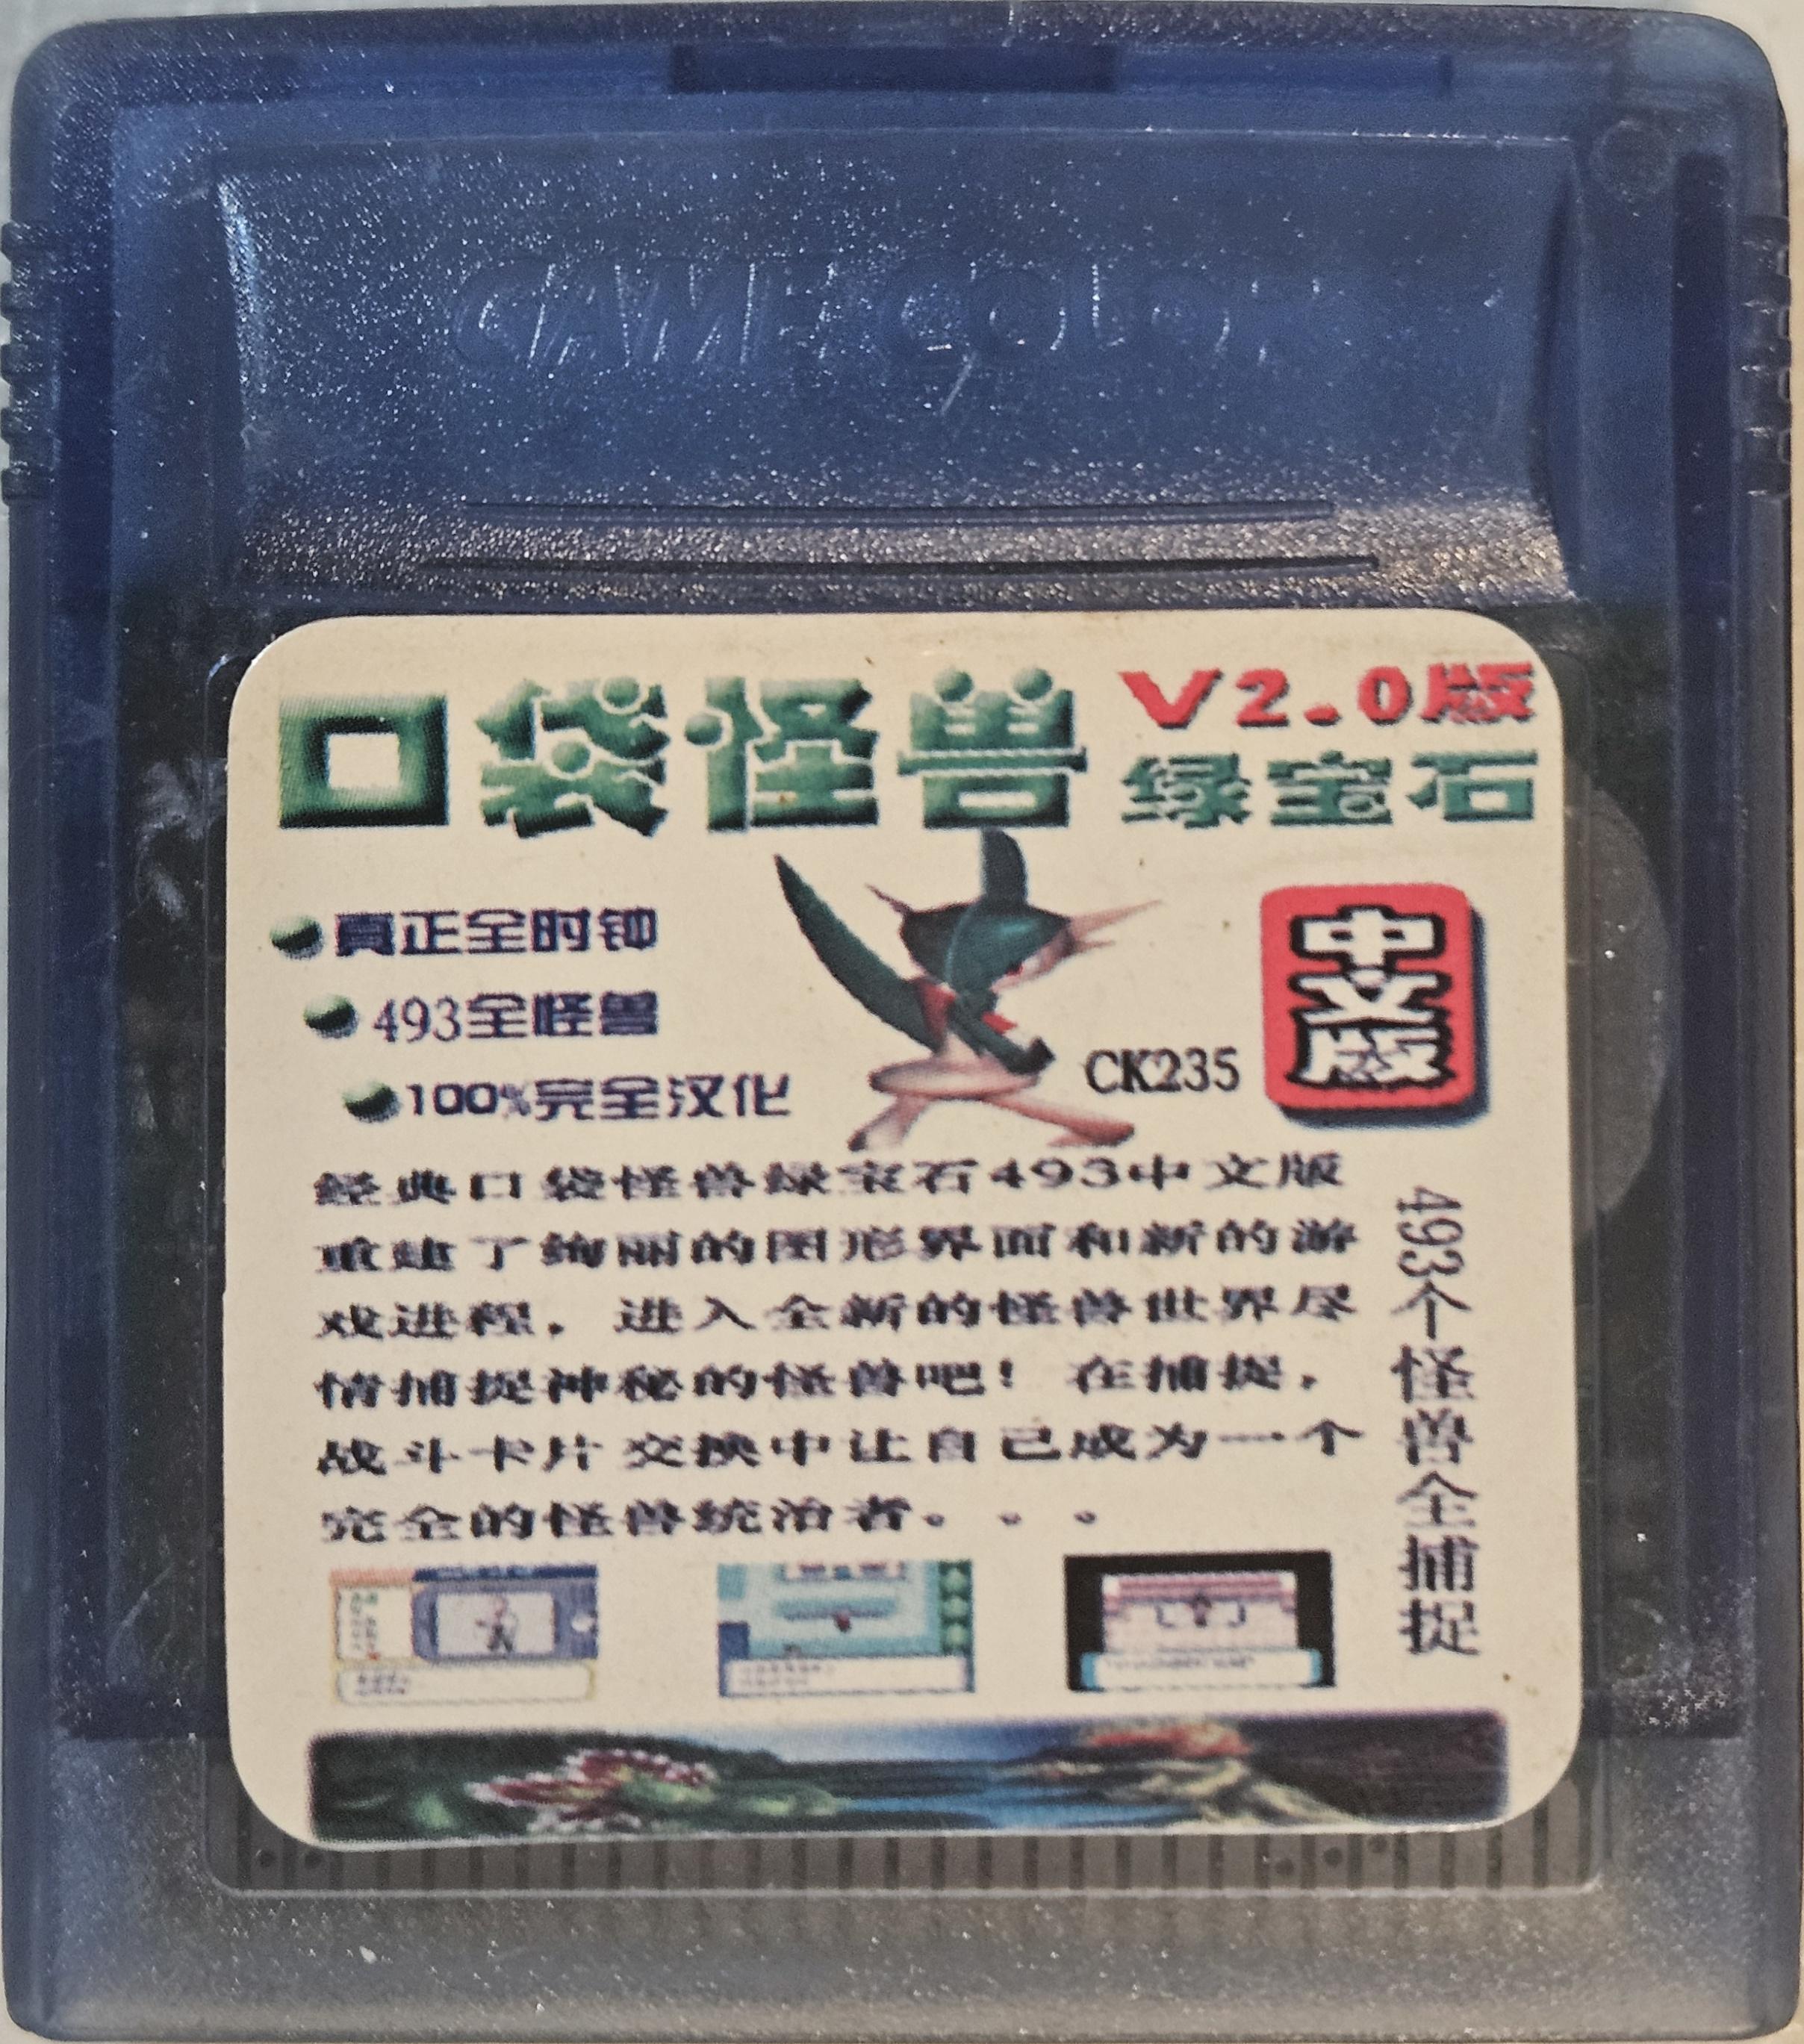 GAME COLOR
口袋怪兽
V2.0版
绿宝石
真正全时钟
493全怪兽
100%完全汉化
CK235
中文版
经典口袋怪兽绿宝石493中文版
重建了绚丽的图形界面和新的游
戏进程，进入全新的怪兽世界尽
情捕捉神秘的怪兽吧！在捕捉，
战斗卡片交换中让自己成为一个
完全的怪兽统治者。。。
493个怪兽全捕捉